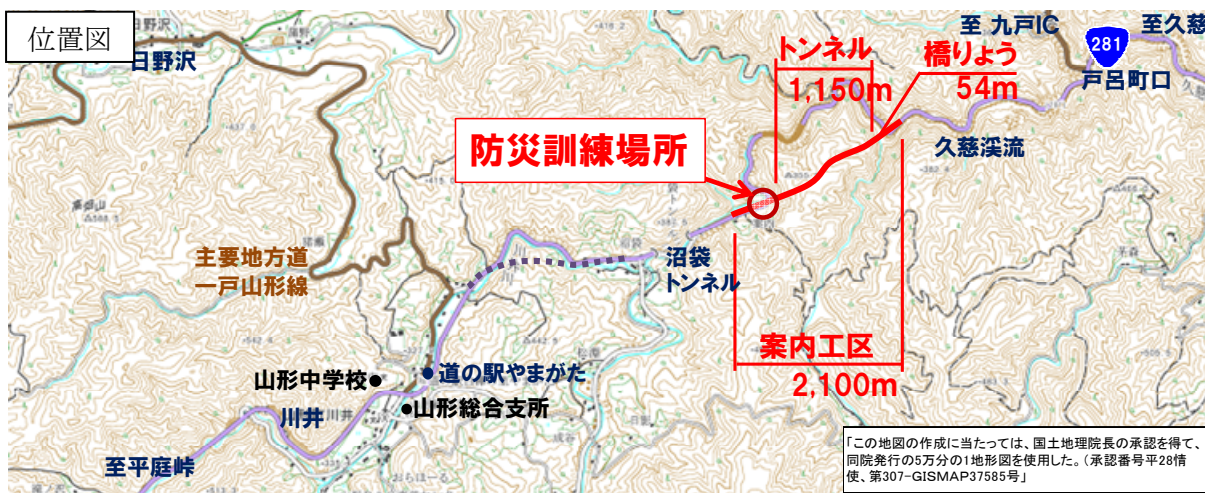 位置図
日野沢
日野沢
至 九戸IC
至久慈
281
戸呂町口
トンネル
1,150m
橋りょう
54m
久慈渓流
防災訓練場所
主要地方道
一戸山形線
沼袋
トンネル
案内工区
2,100m
山形中学校
道の駅やまがた
山形総合支所
川井
川井
至平庭峠
「この地図の作成に当たっては、国土地理院長の承認を得て、
同院発行の5万分の1地形図を使用した。(承認番号平28情
使、第307-GISMAP37585号」